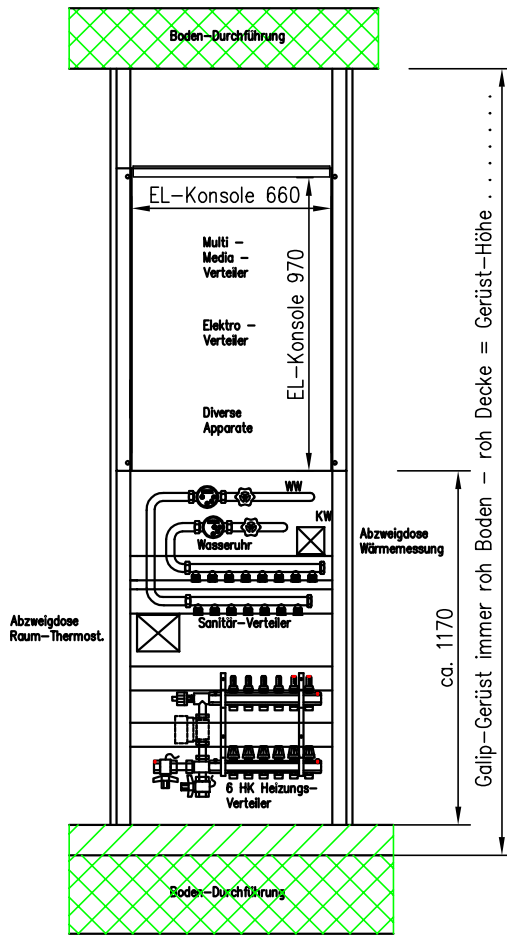 Boden-Durchführung
EL-Konsole 660
Multi -
Media -
Verteiler
EL-Konsole 970
Elektro -
Verteiler
Diverse
Apparate
Galip-Gerüst immer roh Boden - roh Decke = Gerüst-Höhe . . . . . . . .
WW
KW
Wasseruhr
Abzweigdose
Wärmemessung
Abzweigdose
Raum-Thermost.
Sanitär-Verteiler
ca. 1170
6 HK Heizungs-
Verteiler
Boden-Durchführung